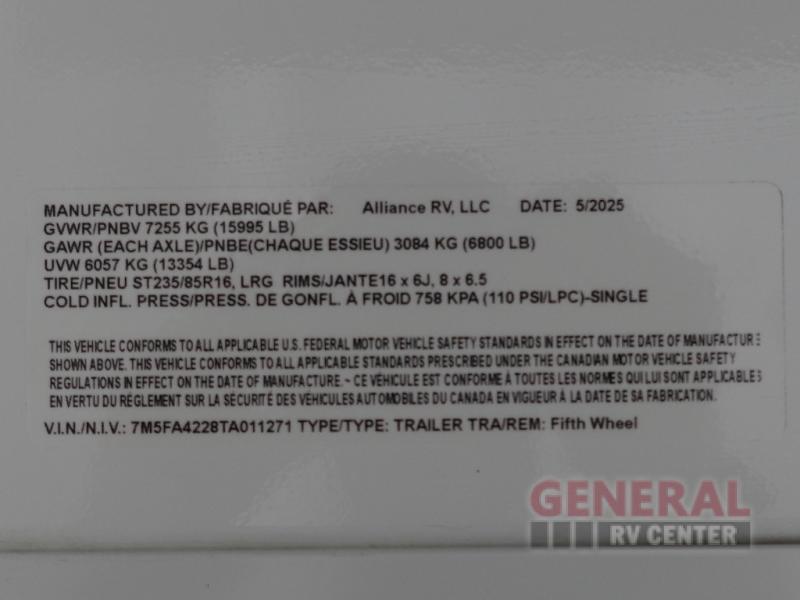 MANUFACTURED BY/FABRIQUÉ PAR: Alliance RV, LLC DATE: 5/2025
GVWR/PNBV 7255 KG (15995 LB)
GAWR (EACH AXLE)/PNBE(CHAQUE ESSIEU) 3084 KG (6800 LB)
UVW 6057 KG (13354 LB)
TIRE/PNEU ST235/85R16, LRG RIMS/JANTE16 x 6J, 8 x 6.5
COLD INFL. PRESS/PRESS. DE GONFL. À FROID 758 KPA (110 PSI/LPC)-SINGLE
THIS VEHICLE CONFORMS TO ALL APPLICABLE U.S. FEDERAL MOTOR VEHICLE SAFETY STANDARDS IN EFFECT ON THE DATE OF MANUFACTURE
SHOWN ABOVE. THIS VEHICLE CONFORMS TO ALL APPLICABLE STANDARDS PRESCRIBED UNDER THE CANADIAN MOTOR VEHICLE SAFETY
REGULATIONS IN EFFECT ON THE DATE OF MANUFACTURE. ~ CE VÉHICULE EST CONFORME À TOUTES LES NORMES QUI LUI SONT APPLICABLES
EN VERTU DU RÈGLEMENT SUR LA SÉCURITÉ DES VÉHICULES AUTOMOBILES DU CANADA EN VIGUEUR À LA DATE DE SA FABRICATION.
V.I.N./N.I.V.: 7M5FA4228TA011271 TYPE/TYPE: TRAILER TRA/REM: Fifth Wheel
GENERAL
RV CENTER